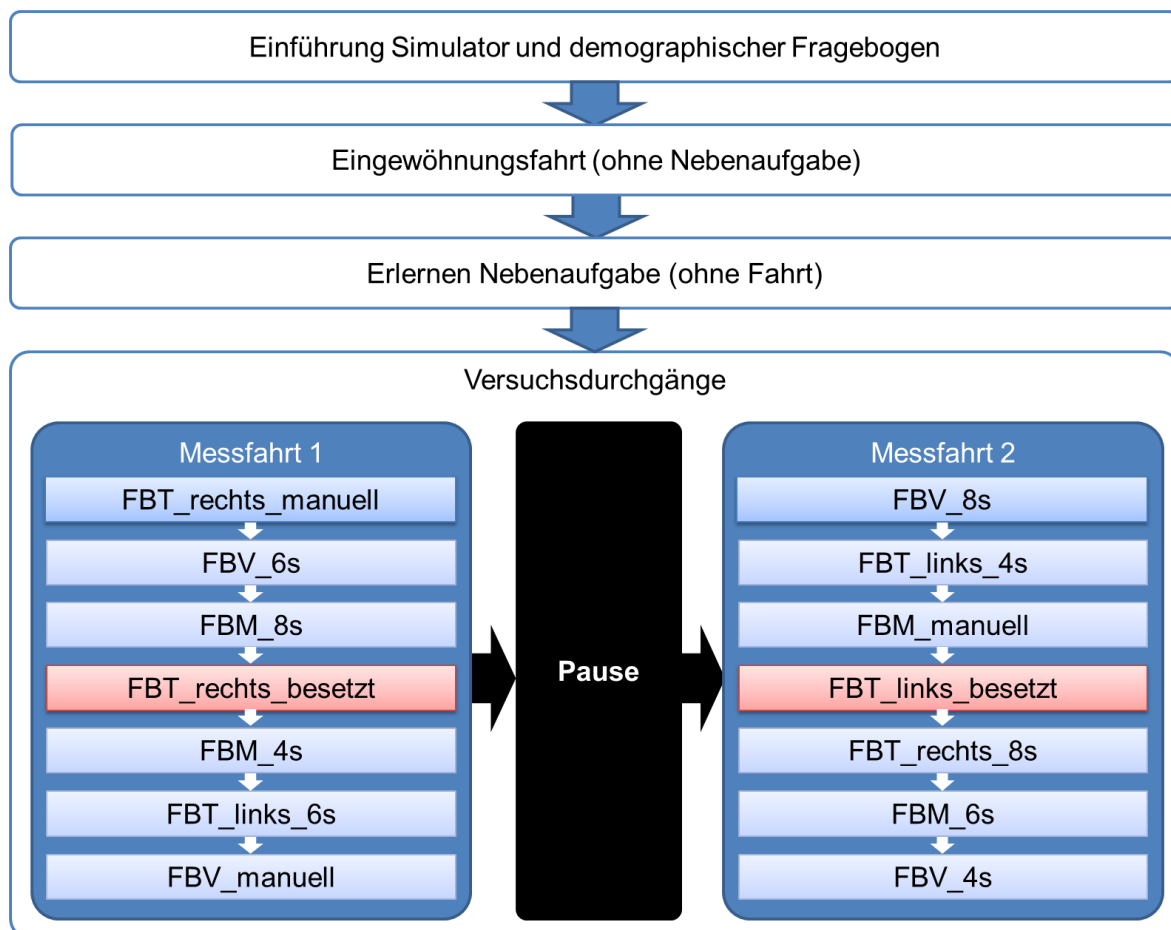 Einführung Simulator und demographischer Fragebogen
Eingewöhnungsfahrt (ohne Nebenaufgabe)
Erlernen Nebenaufgabe (ohne Fahrt)
Versuchsdurchgänge
Messfahrt 1
FBT_rechts_manuell
FBV_6s
FBM_8s
FBT_rechts_besetzt
FBM_4s
FBT_links_6s
FBV_manuell
Pause
Messfahrt 2
FBV_8s
FBT_links_4s
FBM_manuell
FBT_links_besetzt
FBT_rechts_8s
FBM_6s
FBV_4s